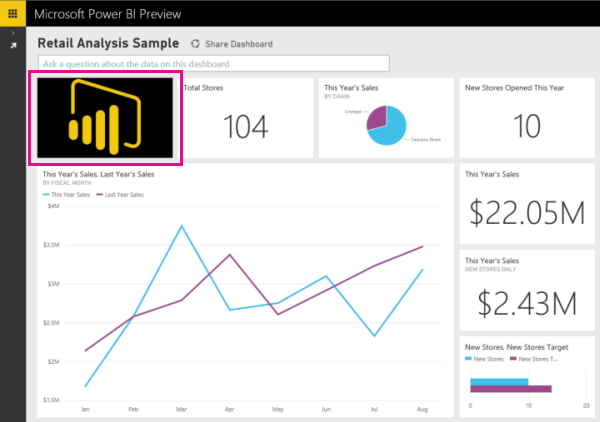 Microsoft Power BI Preview
Retail Analysis Sample
Share Dashboard
Ask a question about the data on this dashboard
Total Stores
104
This Year's Sales
BY CHAIN
Lindseys
Fashions Direct
New Stores Opened This Year
10
This Year's Sales, Last Year's Sales
BY FISCAL MONTH
This Year Sales Last Year Sales
$4M
$3.5M
$3M
$2.5M
$2M
$1.5M
Jan Feb Mar Apr May Jun Jul Aug
This Year's Sales
$22.05M
This Year's Sales
NEW STORES ONLY
$2.43M
New Stores, New Stores Target
New Stores New Stores T...
0 10 20